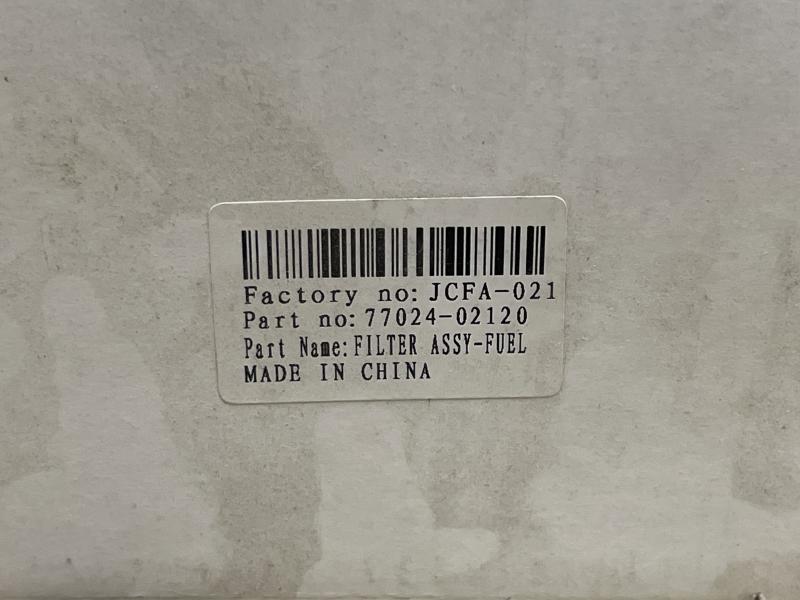 Factory no: JCFA-021
Part no: 77024-02120
Part Name: FILTER ASSY-FUEL
MADE IN CHINA